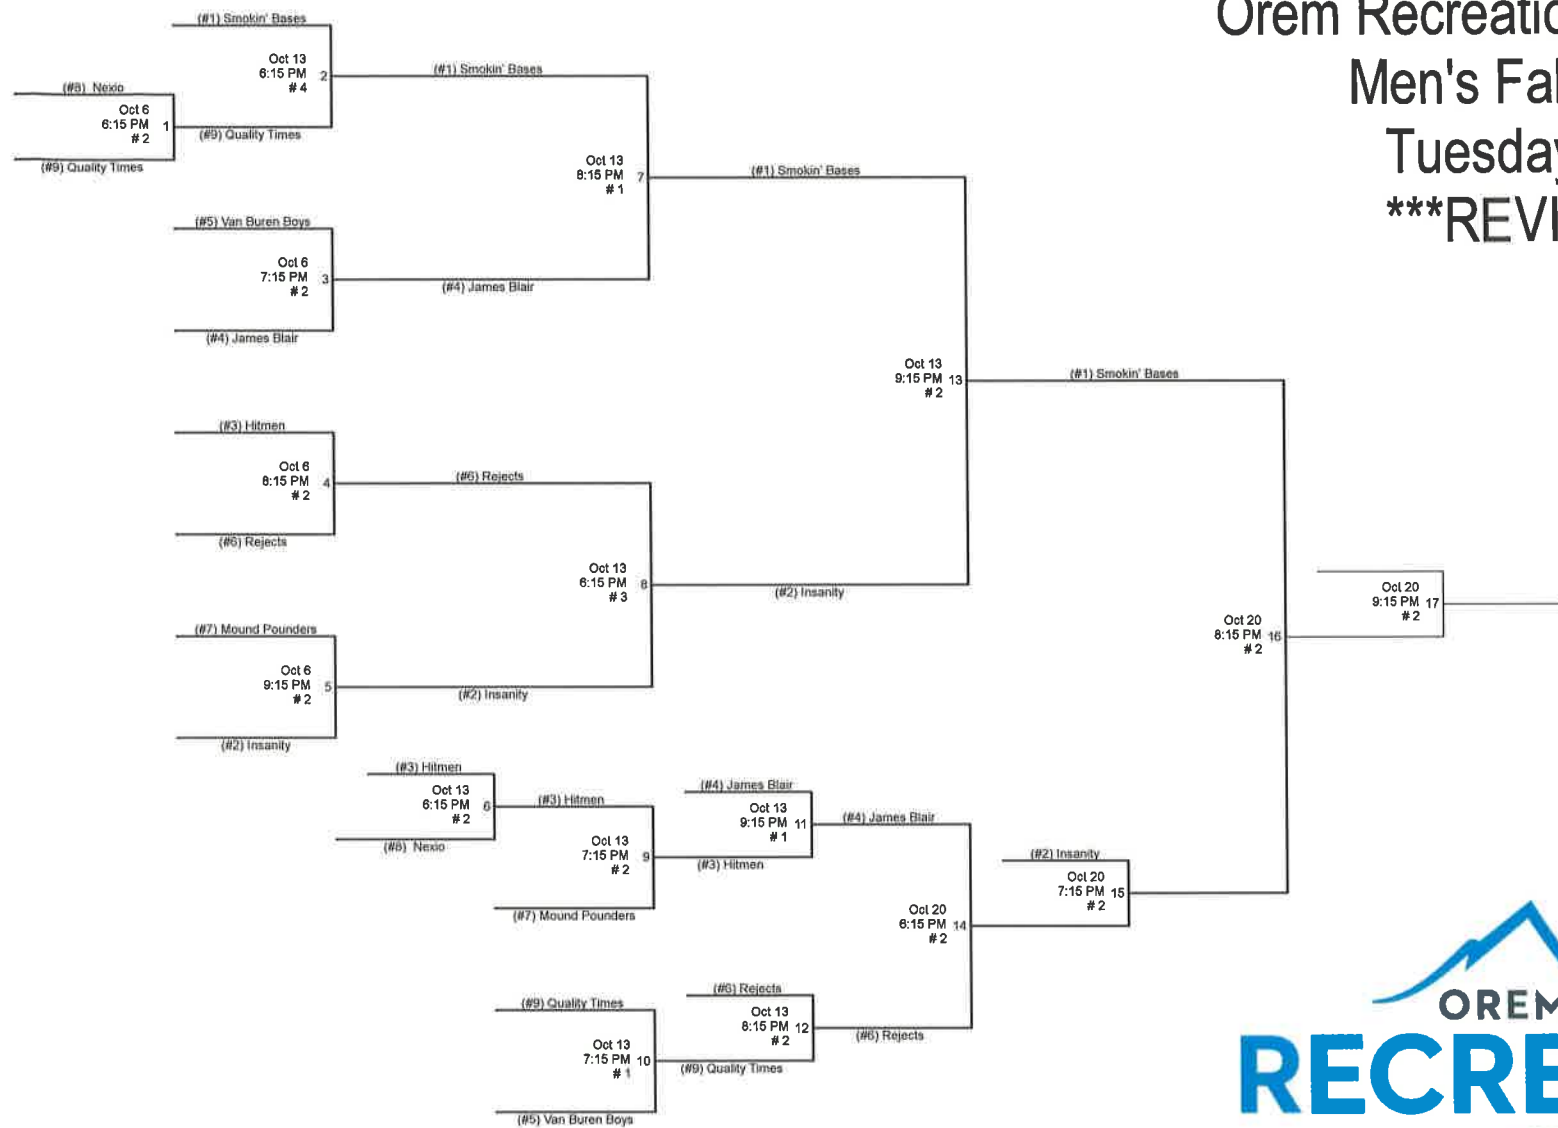 Orem Recreatio
Men's Fal
Tuesday
***REVI
(#1) Smokin' Bases
Oct 13
6:15 PM 2
# 4
(#1) Smokin' Bases
(#8) Nexio
Oct 6
6:15 PM 1
# 2
(#9) Quality Times
(#9) Quality Times
Oct 13
8:15 PM 7
# 1
(#1) Smokin' Bases
(#5) Van Buren Boys
Oct 6
7:15 PM 3
# 2
(#4) James Blair
(#4) James Blair
Oct 13
9:15 PM 13
# 2
(#1) Smokin' Bases
(#3) Hitmen
Oct 6
8:15 PM 4
# 2
(#6) Rejects
(#6) Rejects
Oct 13
6:15 PM 8
# 3
(#2) Insanity
Oct 20
9:15 PM 17
# 2
Oct 20
8:15 PM 16
# 2
(#7) Mound Pounders
Oct 6
9:15 PM 5
# 2
(#2) Insanity
(#2) Insanity
(#3) Hitmen
Oct 13
6:15 PM 6
# 2
(#8) Nexio
(#3) Hitmen
Oct 13
7:15 PM 9
# 2
(#7) Mound Pounders
(#4) James Blair
Oct 13
9:15 PM 11
# 1
(#3) Hitmen
(#4) James Blair
Oct 20
6:15 PM 14
# 2
(#2) Insanity
Oct 20
7:15 PM 15
# 2
(#9) Quality Times
Oct 13
7:15 PM 10
# 1
(#5) Van Buren Boys
(#6) Rejects
Oct 13
8:15 PM 12
# 2
(#9) Quality Times
(#6) Rejects
OREM
RECRE